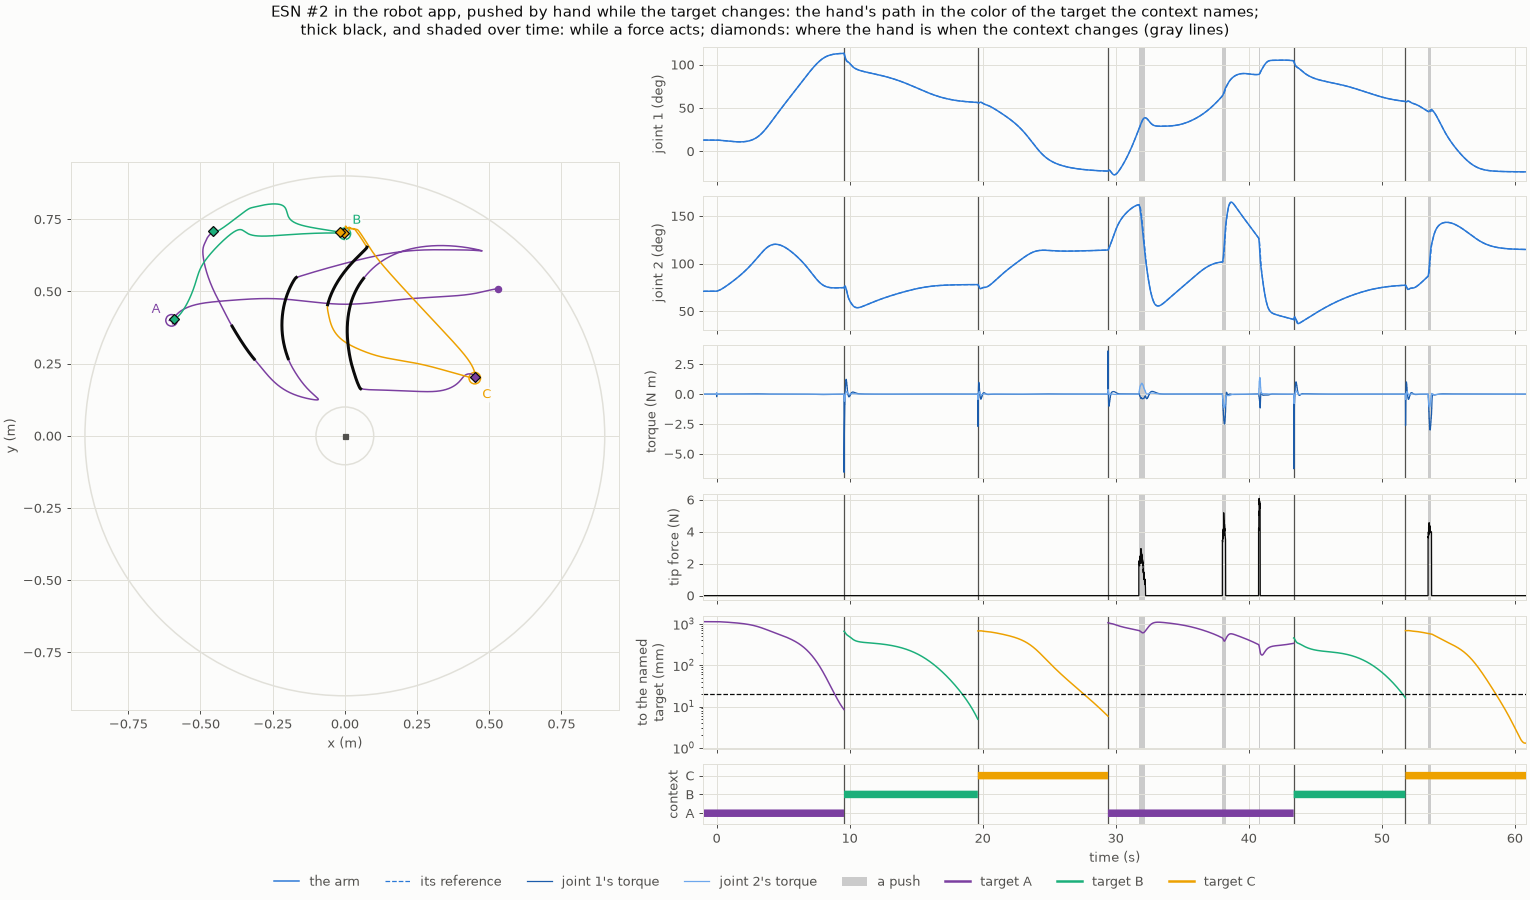 ESN #2 in the robot app, pushed by hand while the target changes: the hand's path in the color of the target the context names;
thick black, and shaded over time: while a force acts; diamonds: where the hand is when the context changes (gray lines)
0.75
0.50
0.25
0.00
−0.25
−0.50
−0.75
y (m)
−0.75
−0.50
−0.25
0.00
0.25
0.50
0.75
x (m)
A
B
C
joint 1 (deg)
100
50
0
joint 2 (deg)
150
100
50
torque (N m)
2.5
0.0
−2.5
−5.0
tip force (N)
6
4
2
0
to the named
target (mm)
10³
10²
10¹
10⁰
context
C
B
A
0
10
20
30
40
50
60
time (s)
the arm
its reference
joint 1's torque
joint 2's torque
a push
target A
target B
target C